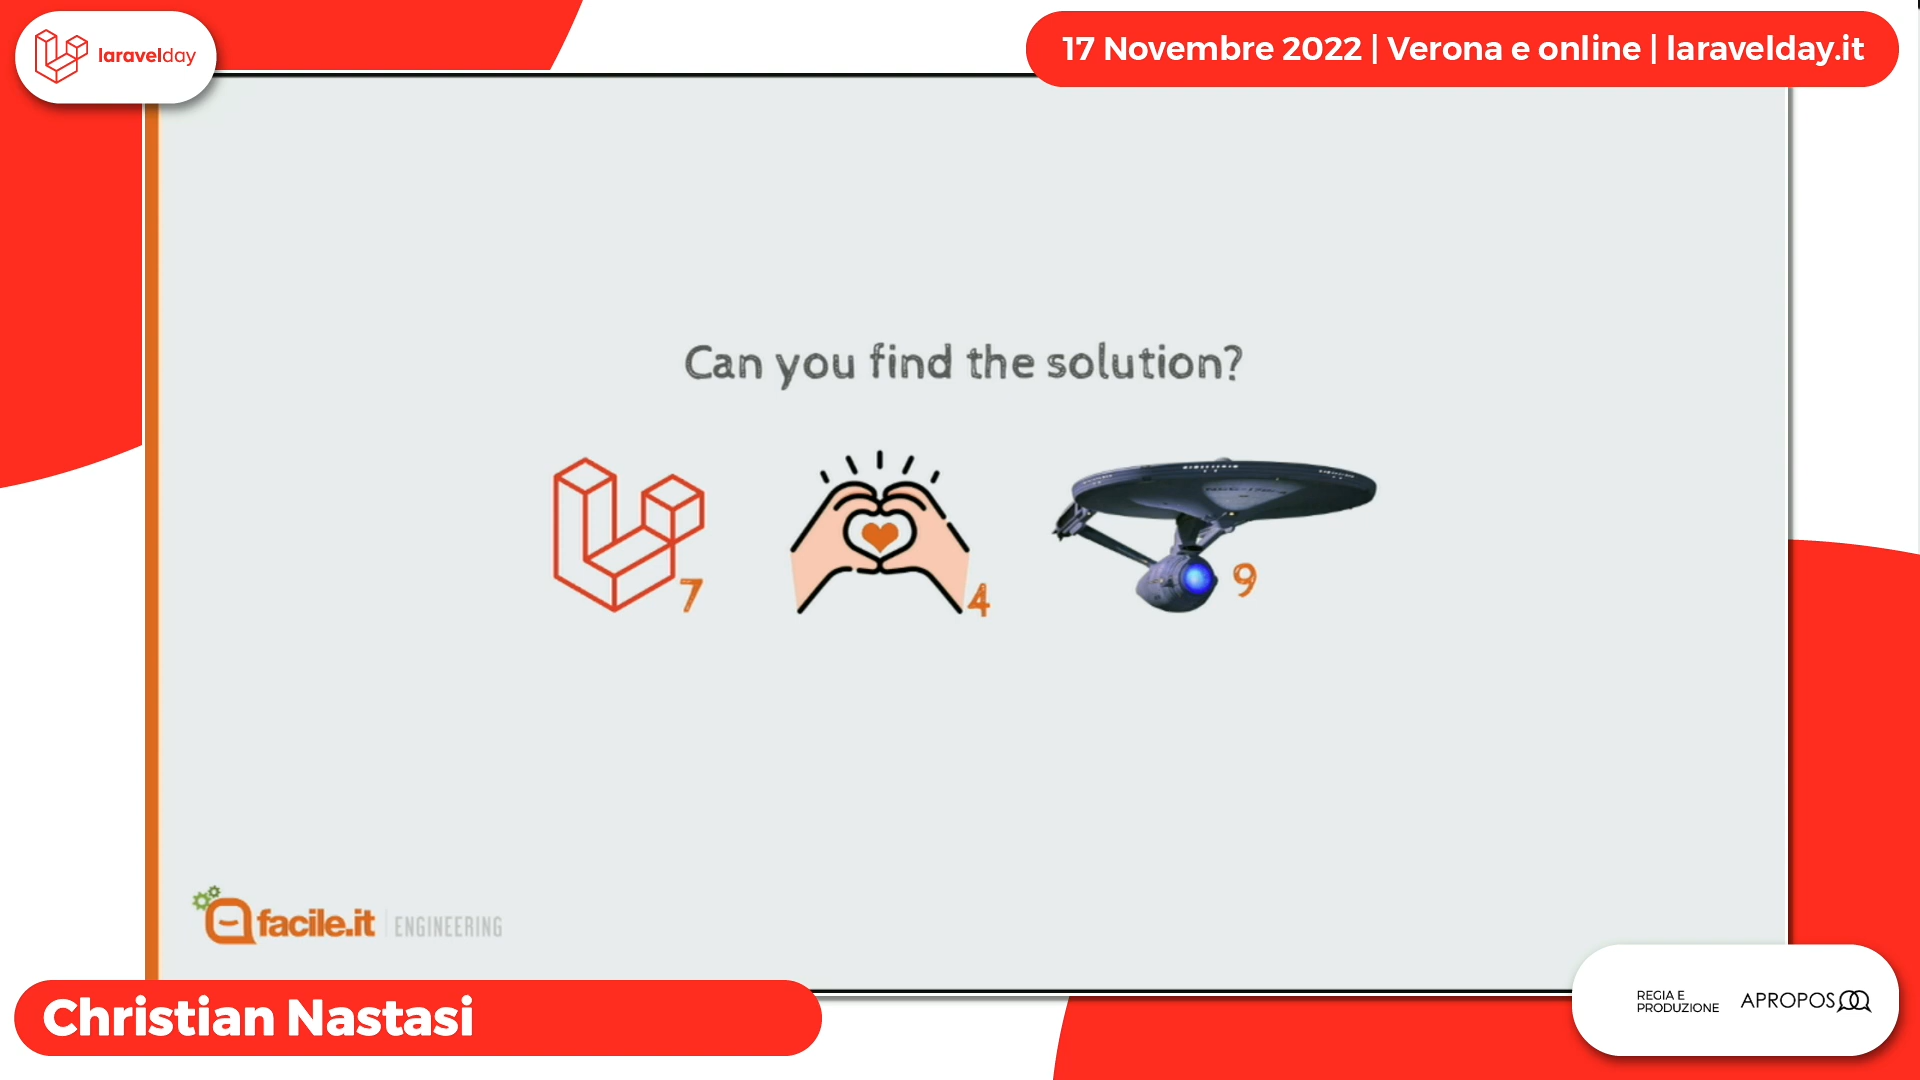 laravelday
17 Novembre 2022 | Verona e online | laravelday.it
Can you find the solution?
7
4
9
facile.it | ENGINEERING
Christian Nastasi
REGIA E
PRODUZIONE
APROPOS